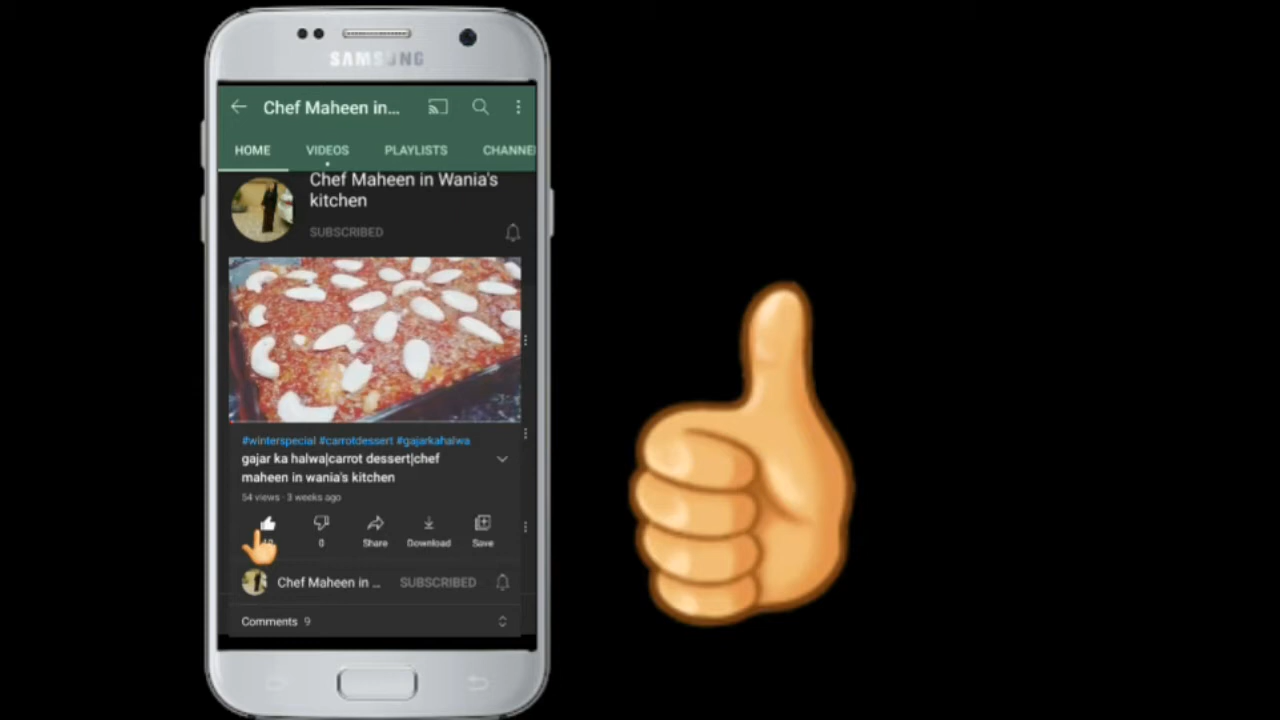 SAMSUNG
Chef Maheen in...
HOME VIDEOS PLAYLISTS CHANNE
Chef Maheen in Wania's
kitchen
SUBSCRIBED
#winterspecial #carrotdessert #gajarkahalwa
gajar ka halwa|carrot dessert|chef
maheen in wania's kitchen
54 views · 3 weeks ago
0 Share Download Save
Chef Maheen in ... SUBSCRIBED
Comments 9